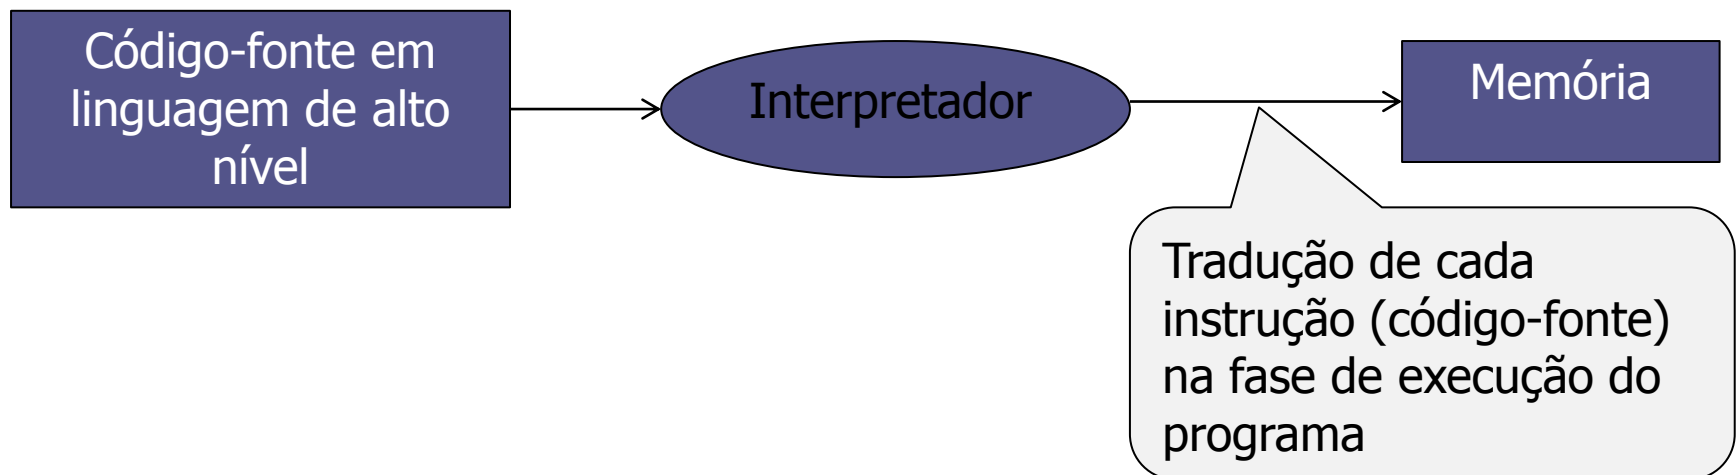 Código-fonte em
linguagem de alto
nível
Interpretador
Memória
Tradução de cada
instrução (código-fonte)
na fase de execução do
programa